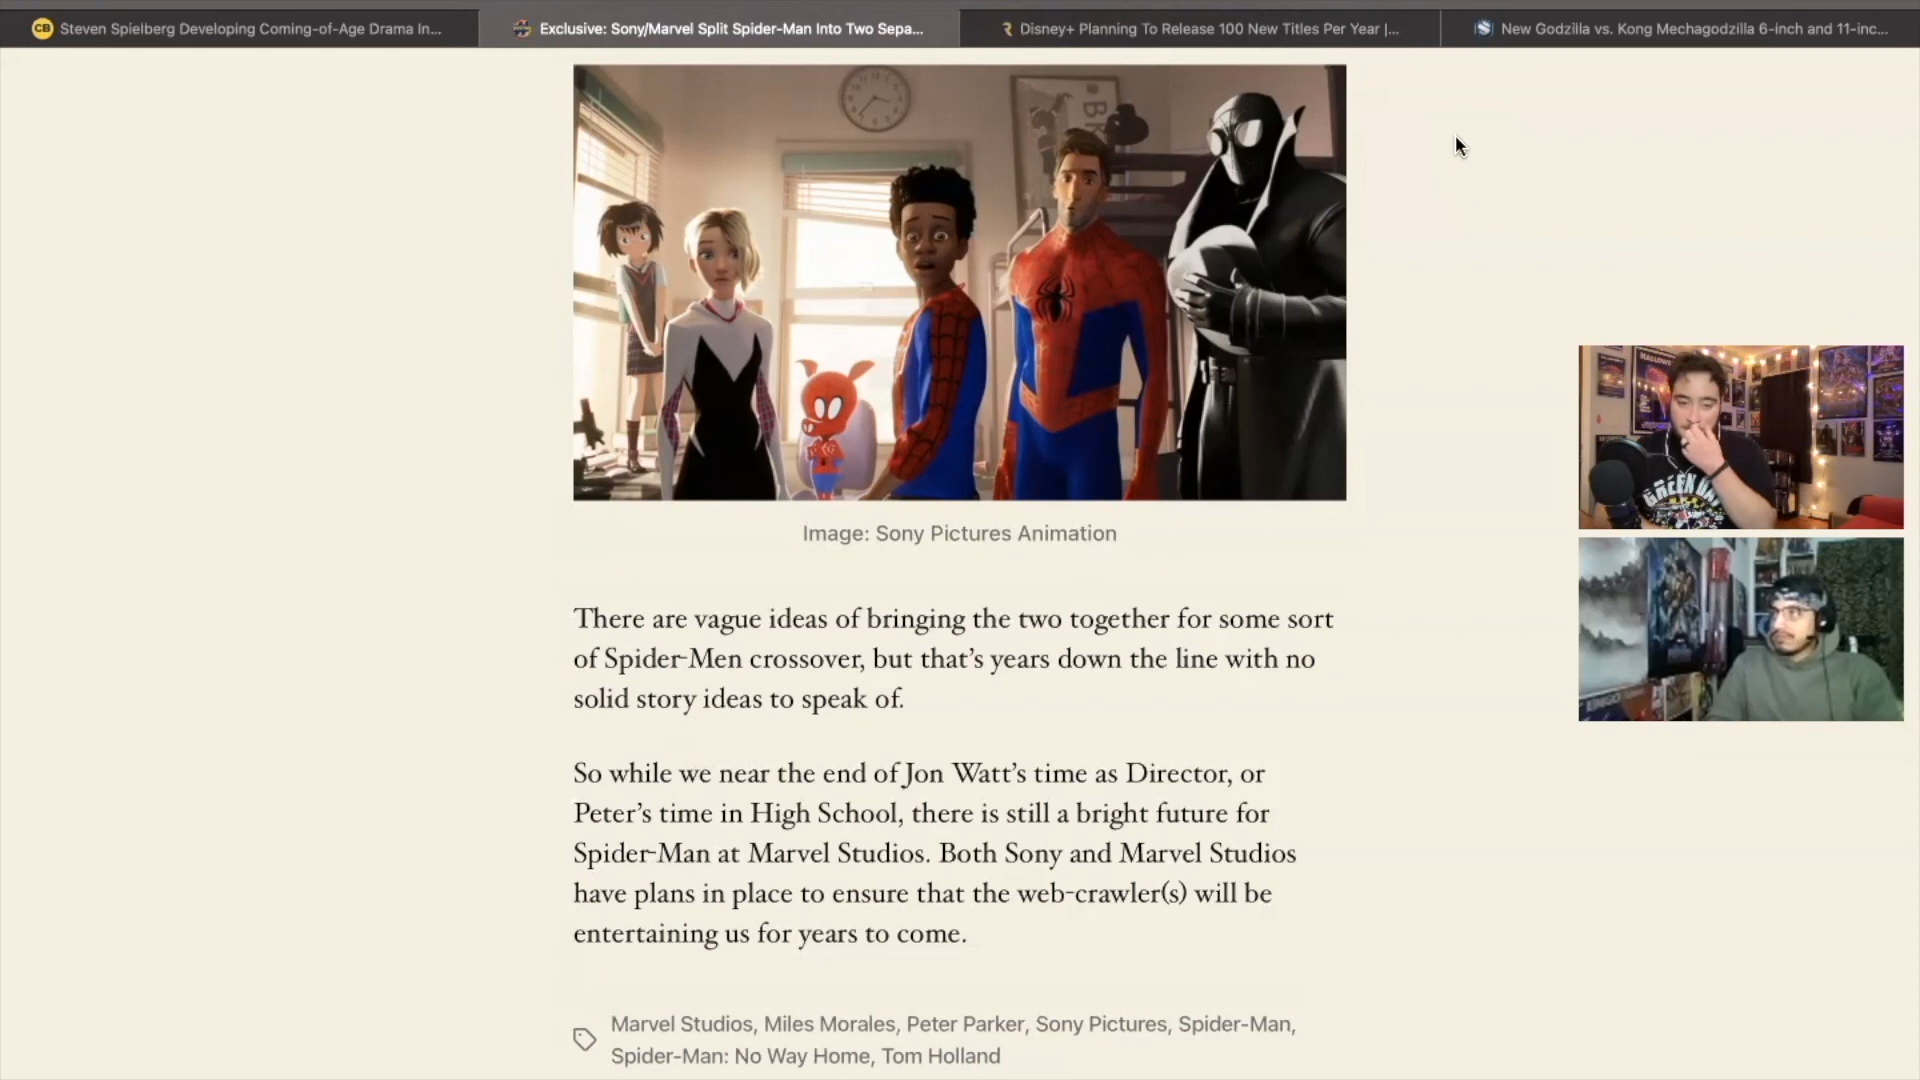 CB Steven Spielberg Developing Coming-of-Age Drama In...
Exclusive: Sony/Marvel Split Spider-Man Into Two Sepa...
Disney+ Planning To Release 100 New Titles Per Year |...
New Godzilla vs. Kong Mechagodzilla 6-inch and 11-inc...
Image: Sony Pictures Animation
There are vague ideas of bringing the two together for some sort
of Spider-Men crossover, but that's years down the line with no
solid story ideas to speak of.
So while we near the end of Jon Watt's time as Director, or
Peter's time in High School, there is still a bright future for
Spider-Man at Marvel Studios. Both Sony and Marvel Studios
have plans in place to ensure that the web-crawler(s) will be
entertaining us for years to come.
Marvel Studios, Miles Morales, Peter Parker, Sony Pictures, Spider-Man,
Spider-Man: No Way Home, Tom Holland
HALLOWE
GREEN DAY